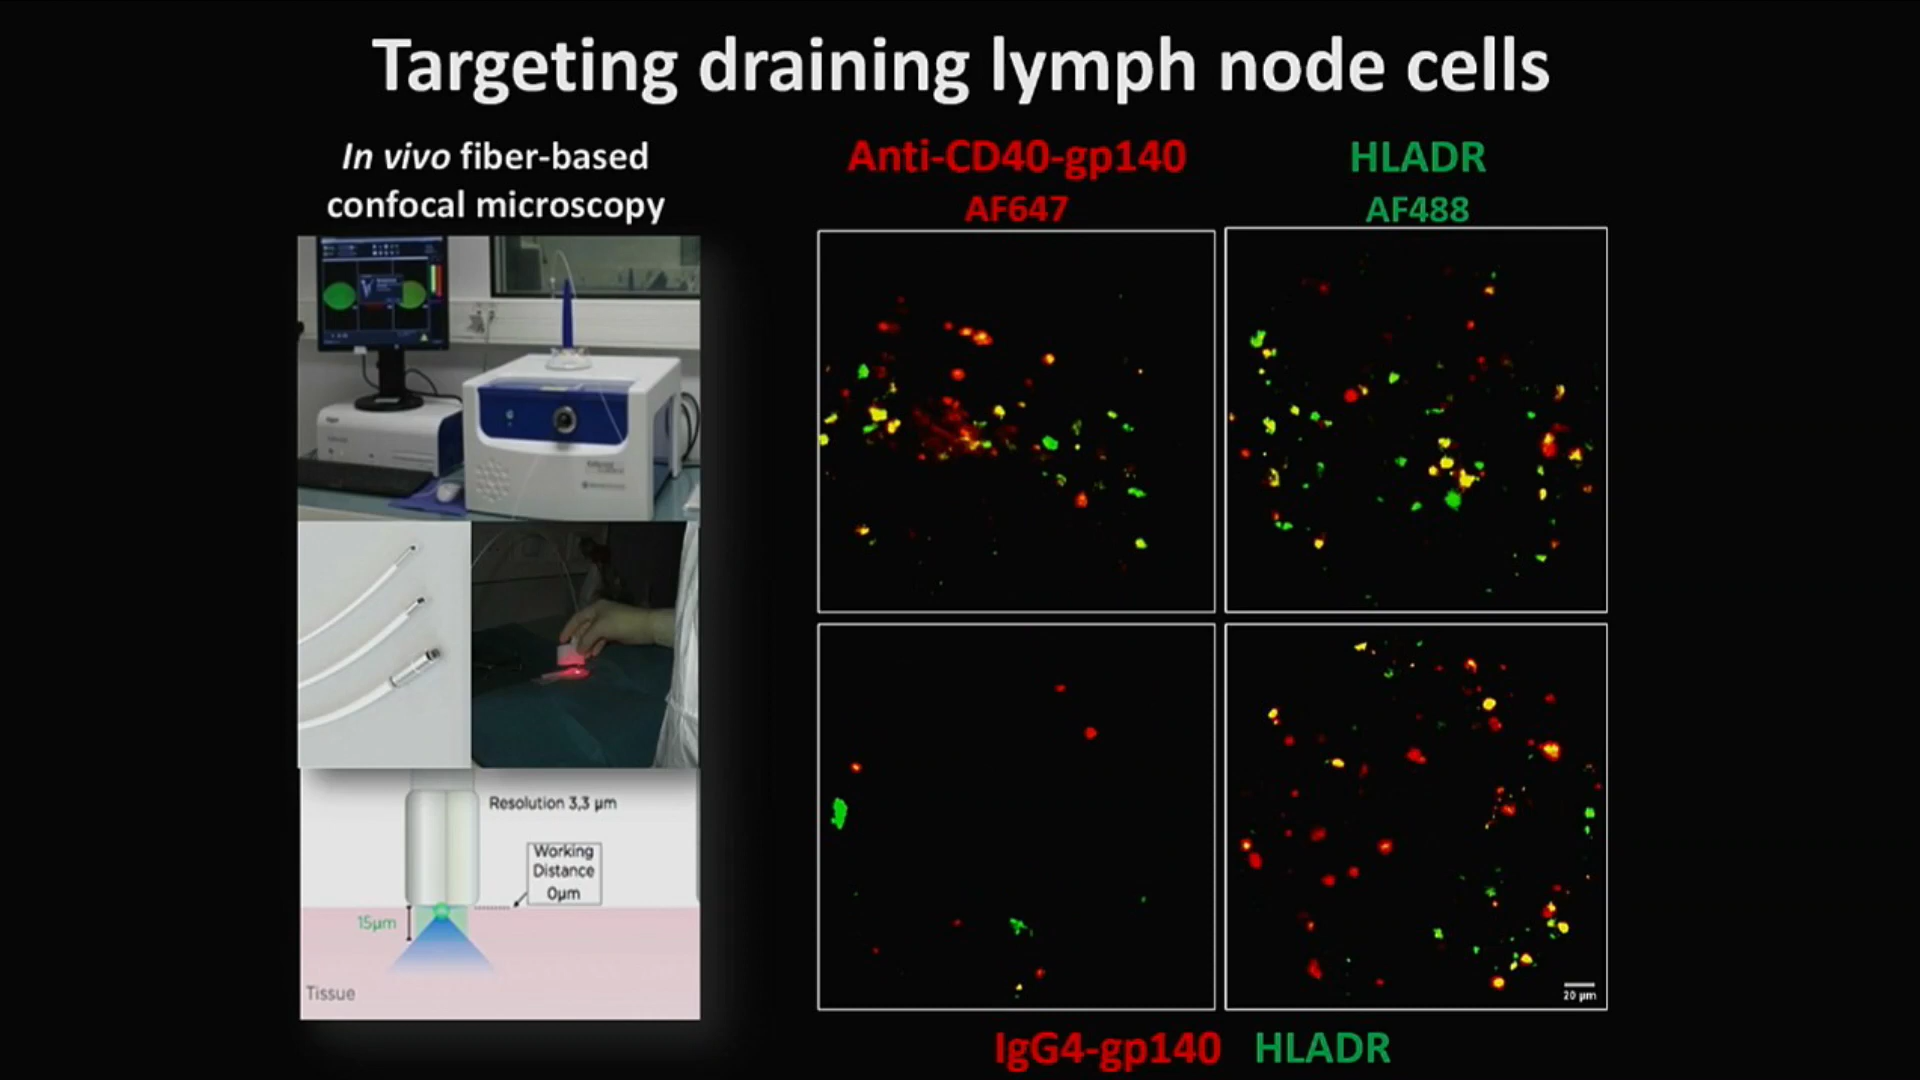 Targeting draining lymph node cells
In vivo fiber-based
confocal microscopy
Anti-CD40-gp140
AF647
HLADR
AF488
Resolution 3,3 µm
Working
Distance
0µm
15µm
Tissue
20 µm
IgG4-gp140 HLADR